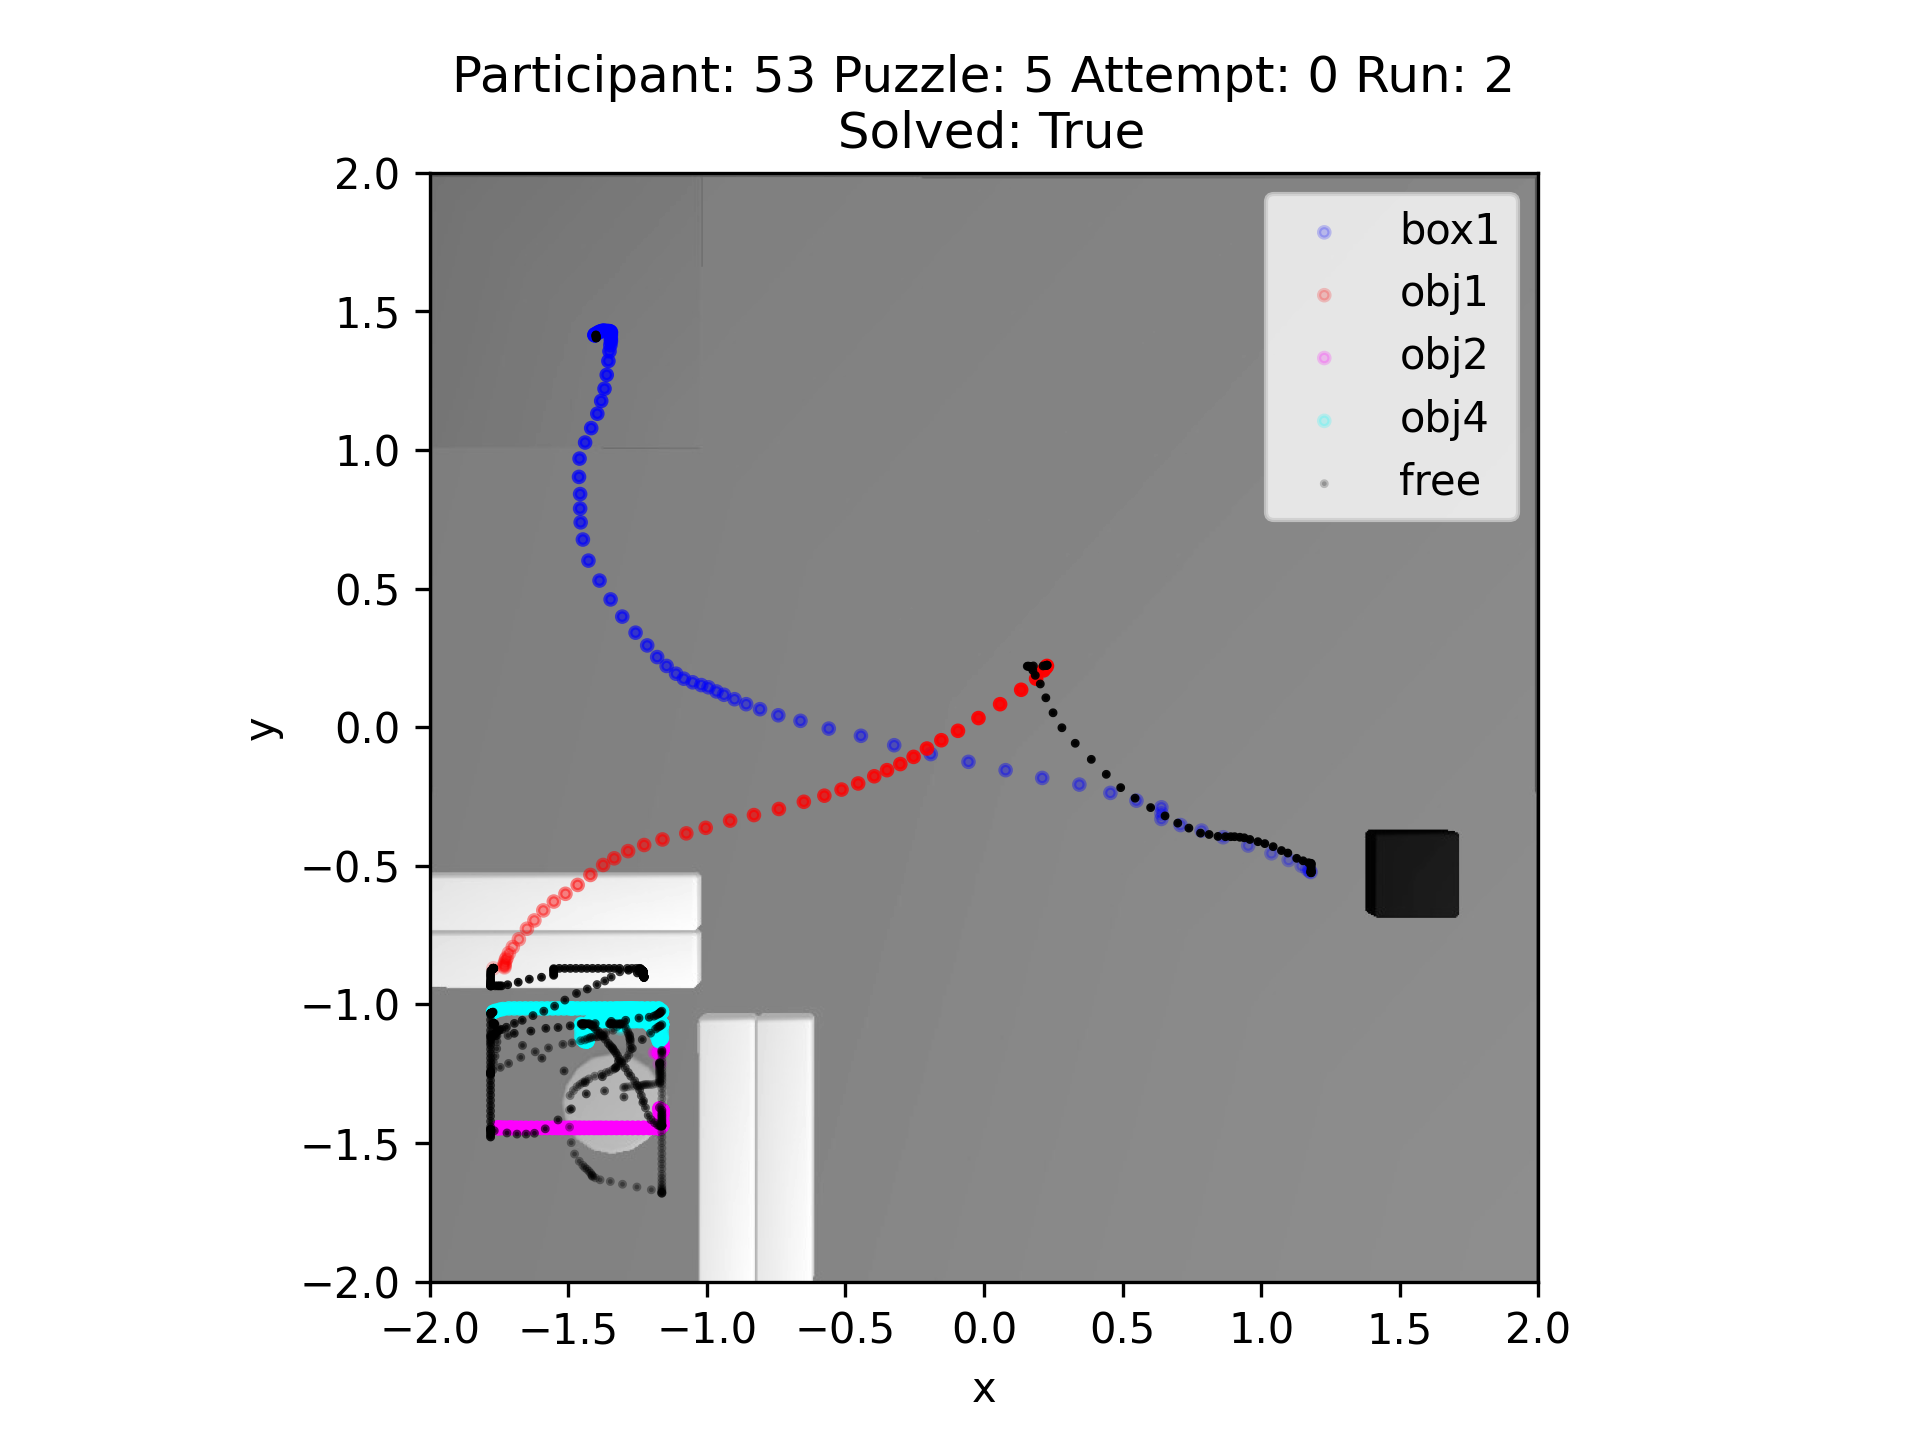 Participant: 53 Puzzle: 5 Attempt: 0 Run: 2
Solved: True
2.0
1.5
1.0
0.5
0.0
−0.5
−1.0
−1.5
−2.0
y
box1
obj1
obj2
obj4
free
−2.0 −1.5 −1.0 −0.5 0.0 0.5 1.0 1.5 2.0
x